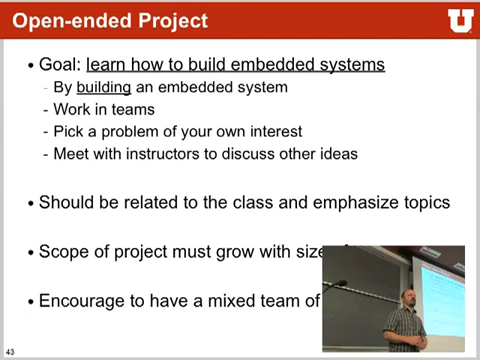 Open-ended Project
U
• Goal: learn how to build embedded systems
- By building an embedded system
- Work in teams
- Pick a problem of your own interest
- Meet with instructors to discuss other ideas
• Should be related to the class and emphasize topics
• Scope of project must grow with size
• Encourage to have a mixed team of
43